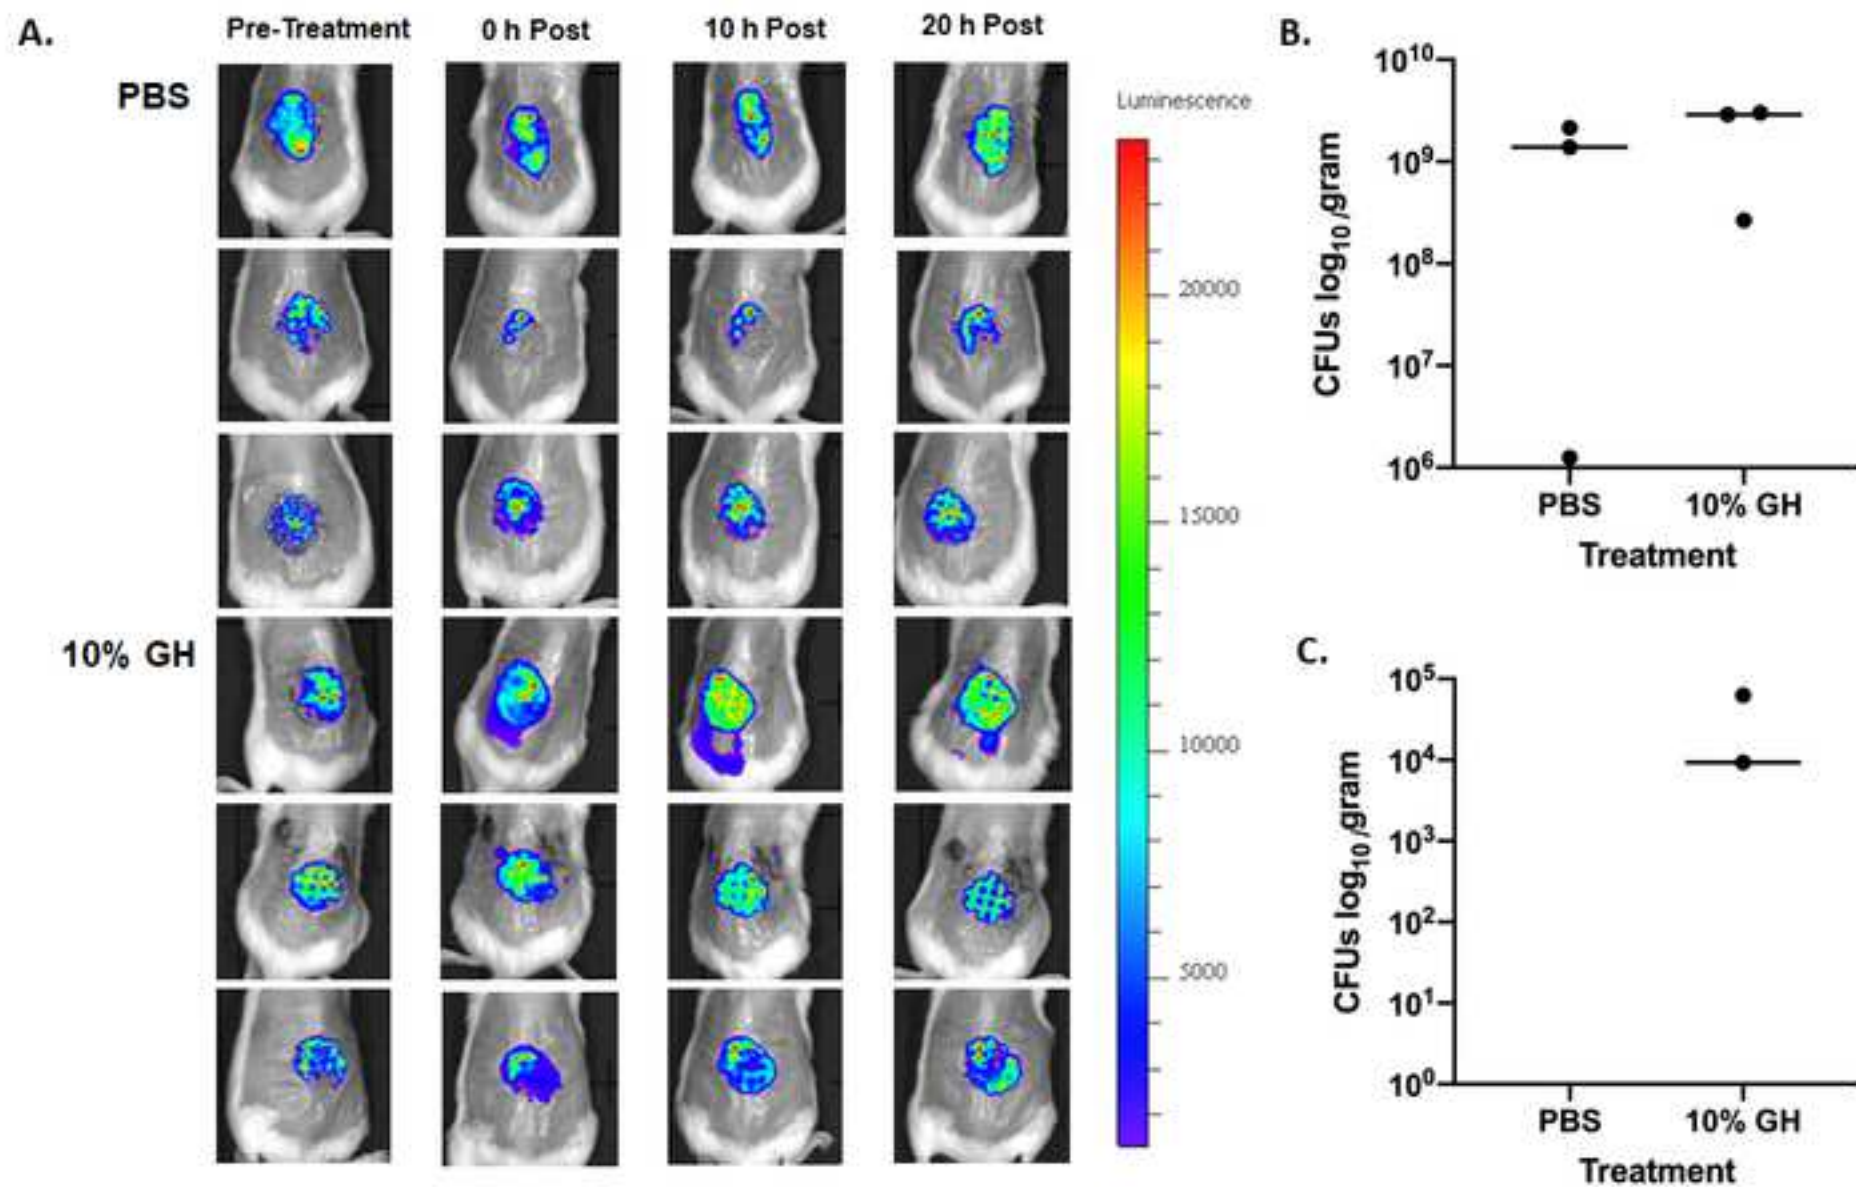 A.
Pre-Treatment 0 h Post 10 h Post 20 h Post
PBS
10% GH
Luminescence
20000
15000
10000
5000
B.
CFUs log₁₀/gram
10¹⁰
10⁹
10⁸
10⁷
10⁶
PBS 10% GH
Treatment
C.
CFUs log₁₀/gram
10⁵
10⁴
10³
10²
10¹
10⁰
PBS 10% GH
Treatment